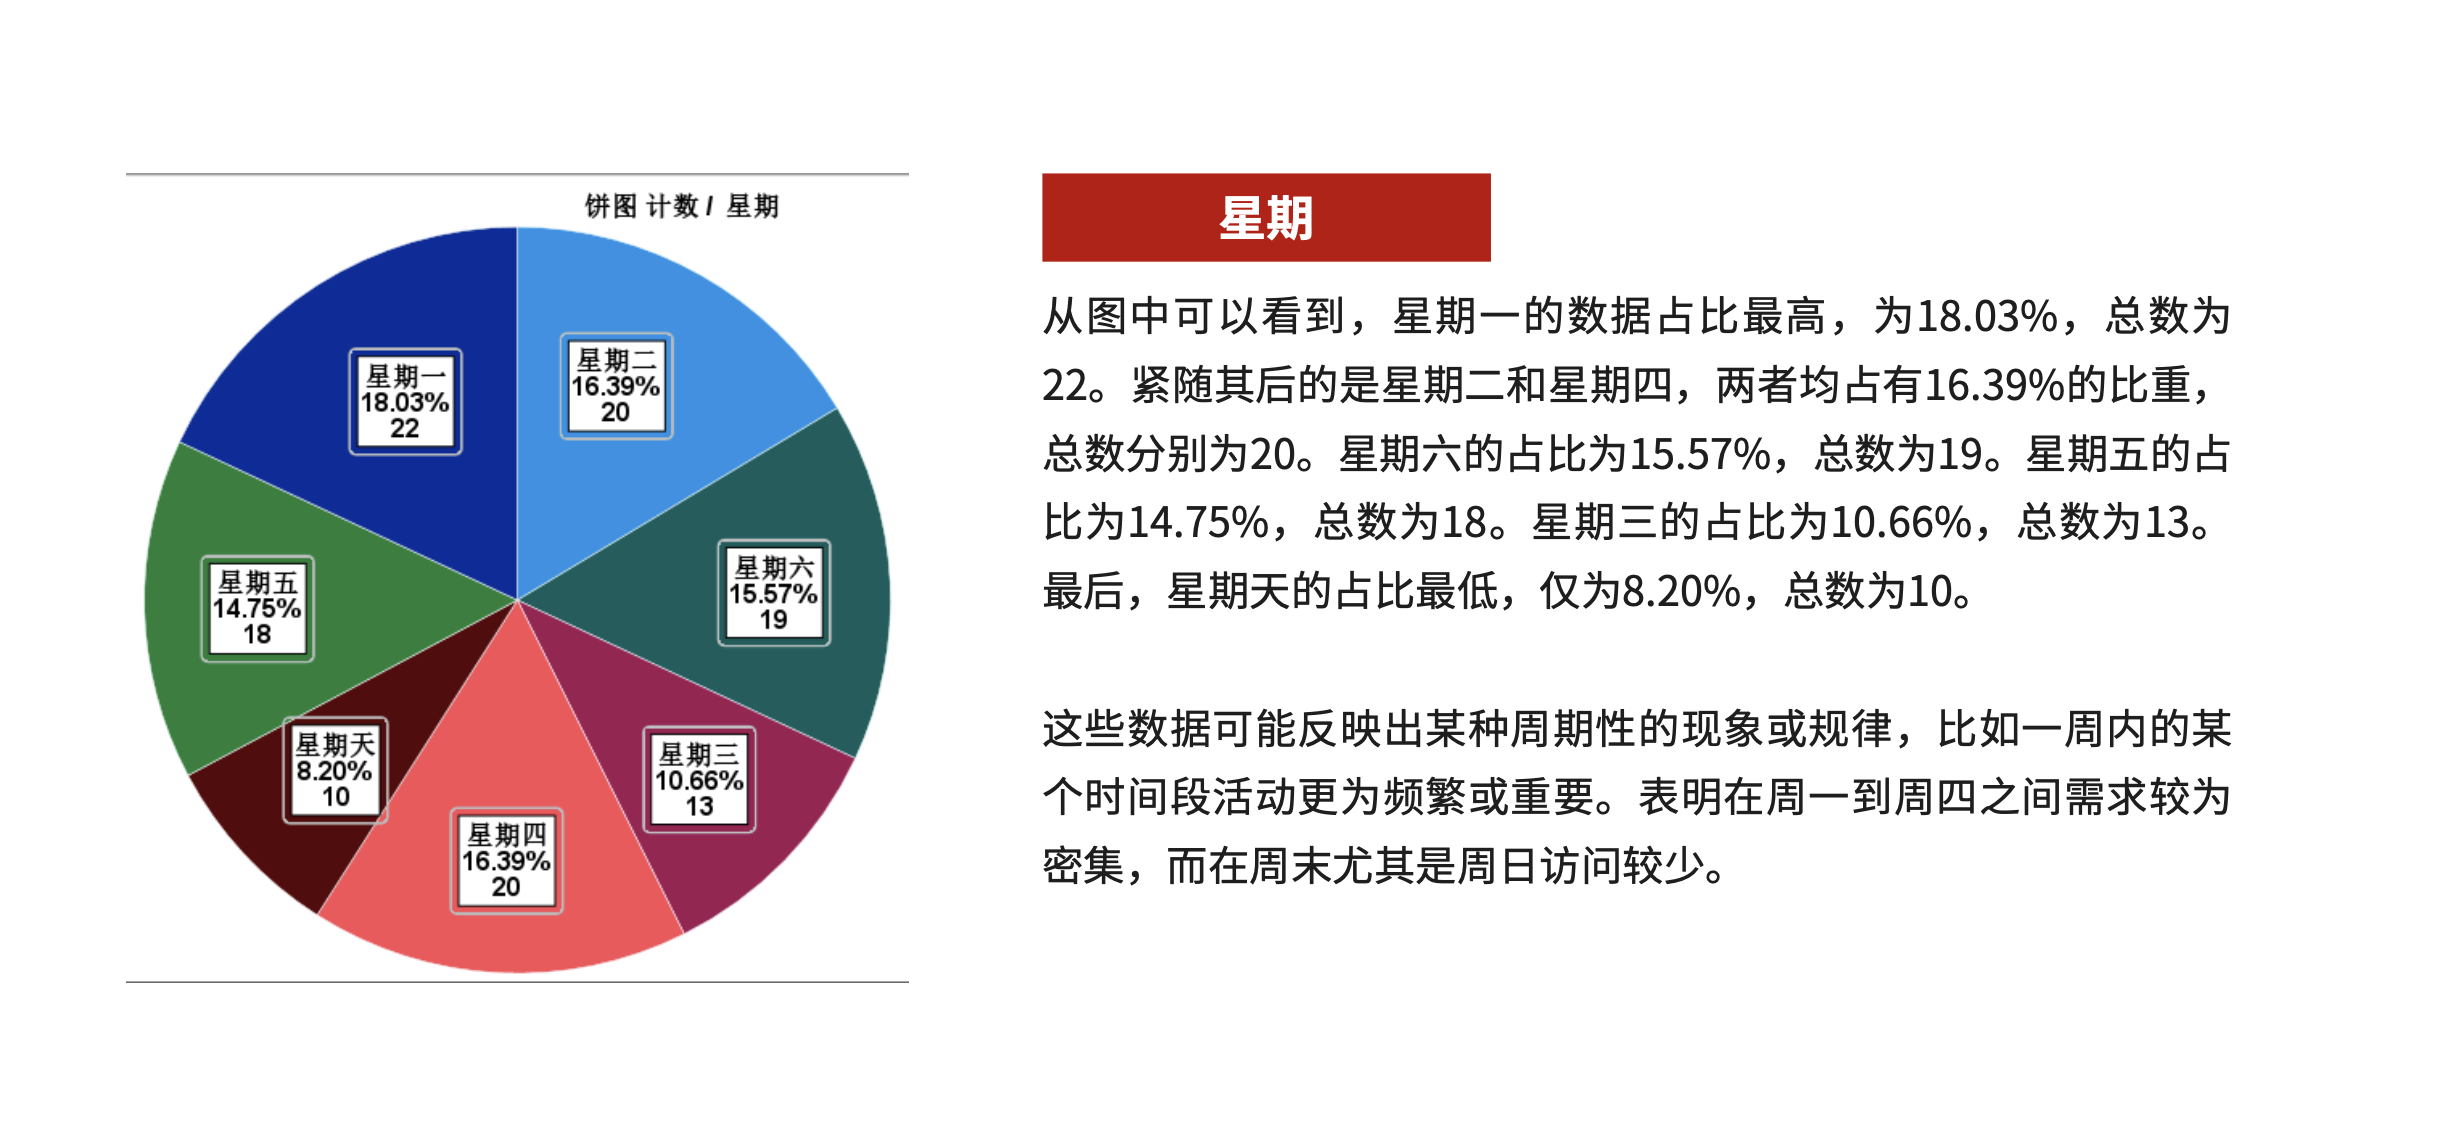 饼图 计数 / 星期
星期一
18.03%
22
星期二
16.39%
20
星期六
15.57%
19
星期五
14.75%
18
星期天
8.20%
10
星期三
10.66%
13
星期四
16.39%
20
星期
从图中可以看到，星期一的数据占比最高，为18.03%，总数为
22。紧随其后的是星期二和星期四，两者均占有16.39%的比重，
总数分别为20。星期六的占比为15.57%，总数为19。星期五的占
比为14.75%，总数为18。星期三的占比为10.66%，总数为13。
最后，星期天的占比最低，仅为8.20%，总数为10。
这些数据可能反映出某种周期性的现象或规律，比如一周内的某
个时间段活动更为频繁或重要。表明在周一到周四之间需求较为
密集，而在周末尤其是周日访问较少。